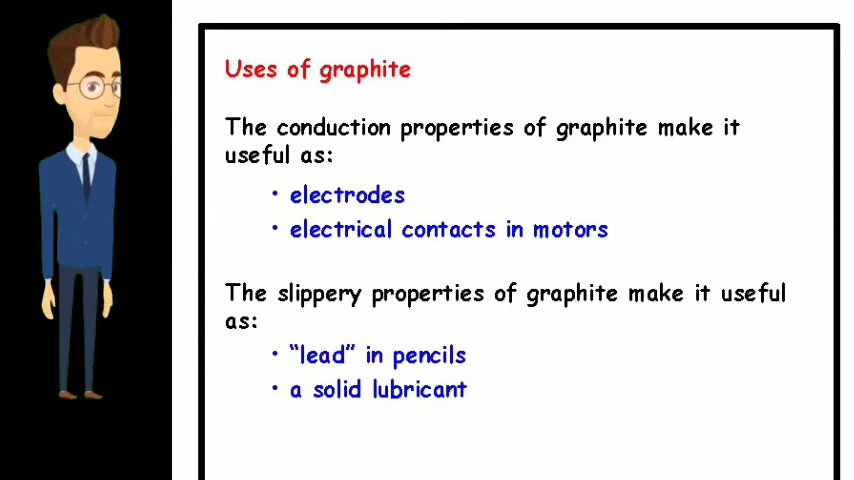 Uses of graphite
The conduction properties of graphite make it
useful as:
• electrodes
• electrical contacts in motors
The slippery properties of graphite make it useful
as:
• “lead” in pencils
• a solid lubricant